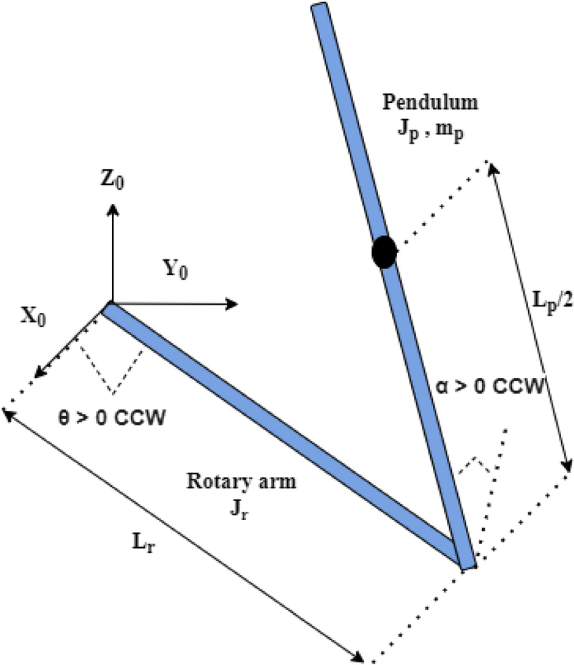 Pendulum
Jₚ , mₚ
Z₀
Y₀
X₀
Lₚ/2
α > 0 CCW
θ > 0 CCW
Rotary arm
Jᵣ
Lᵣ